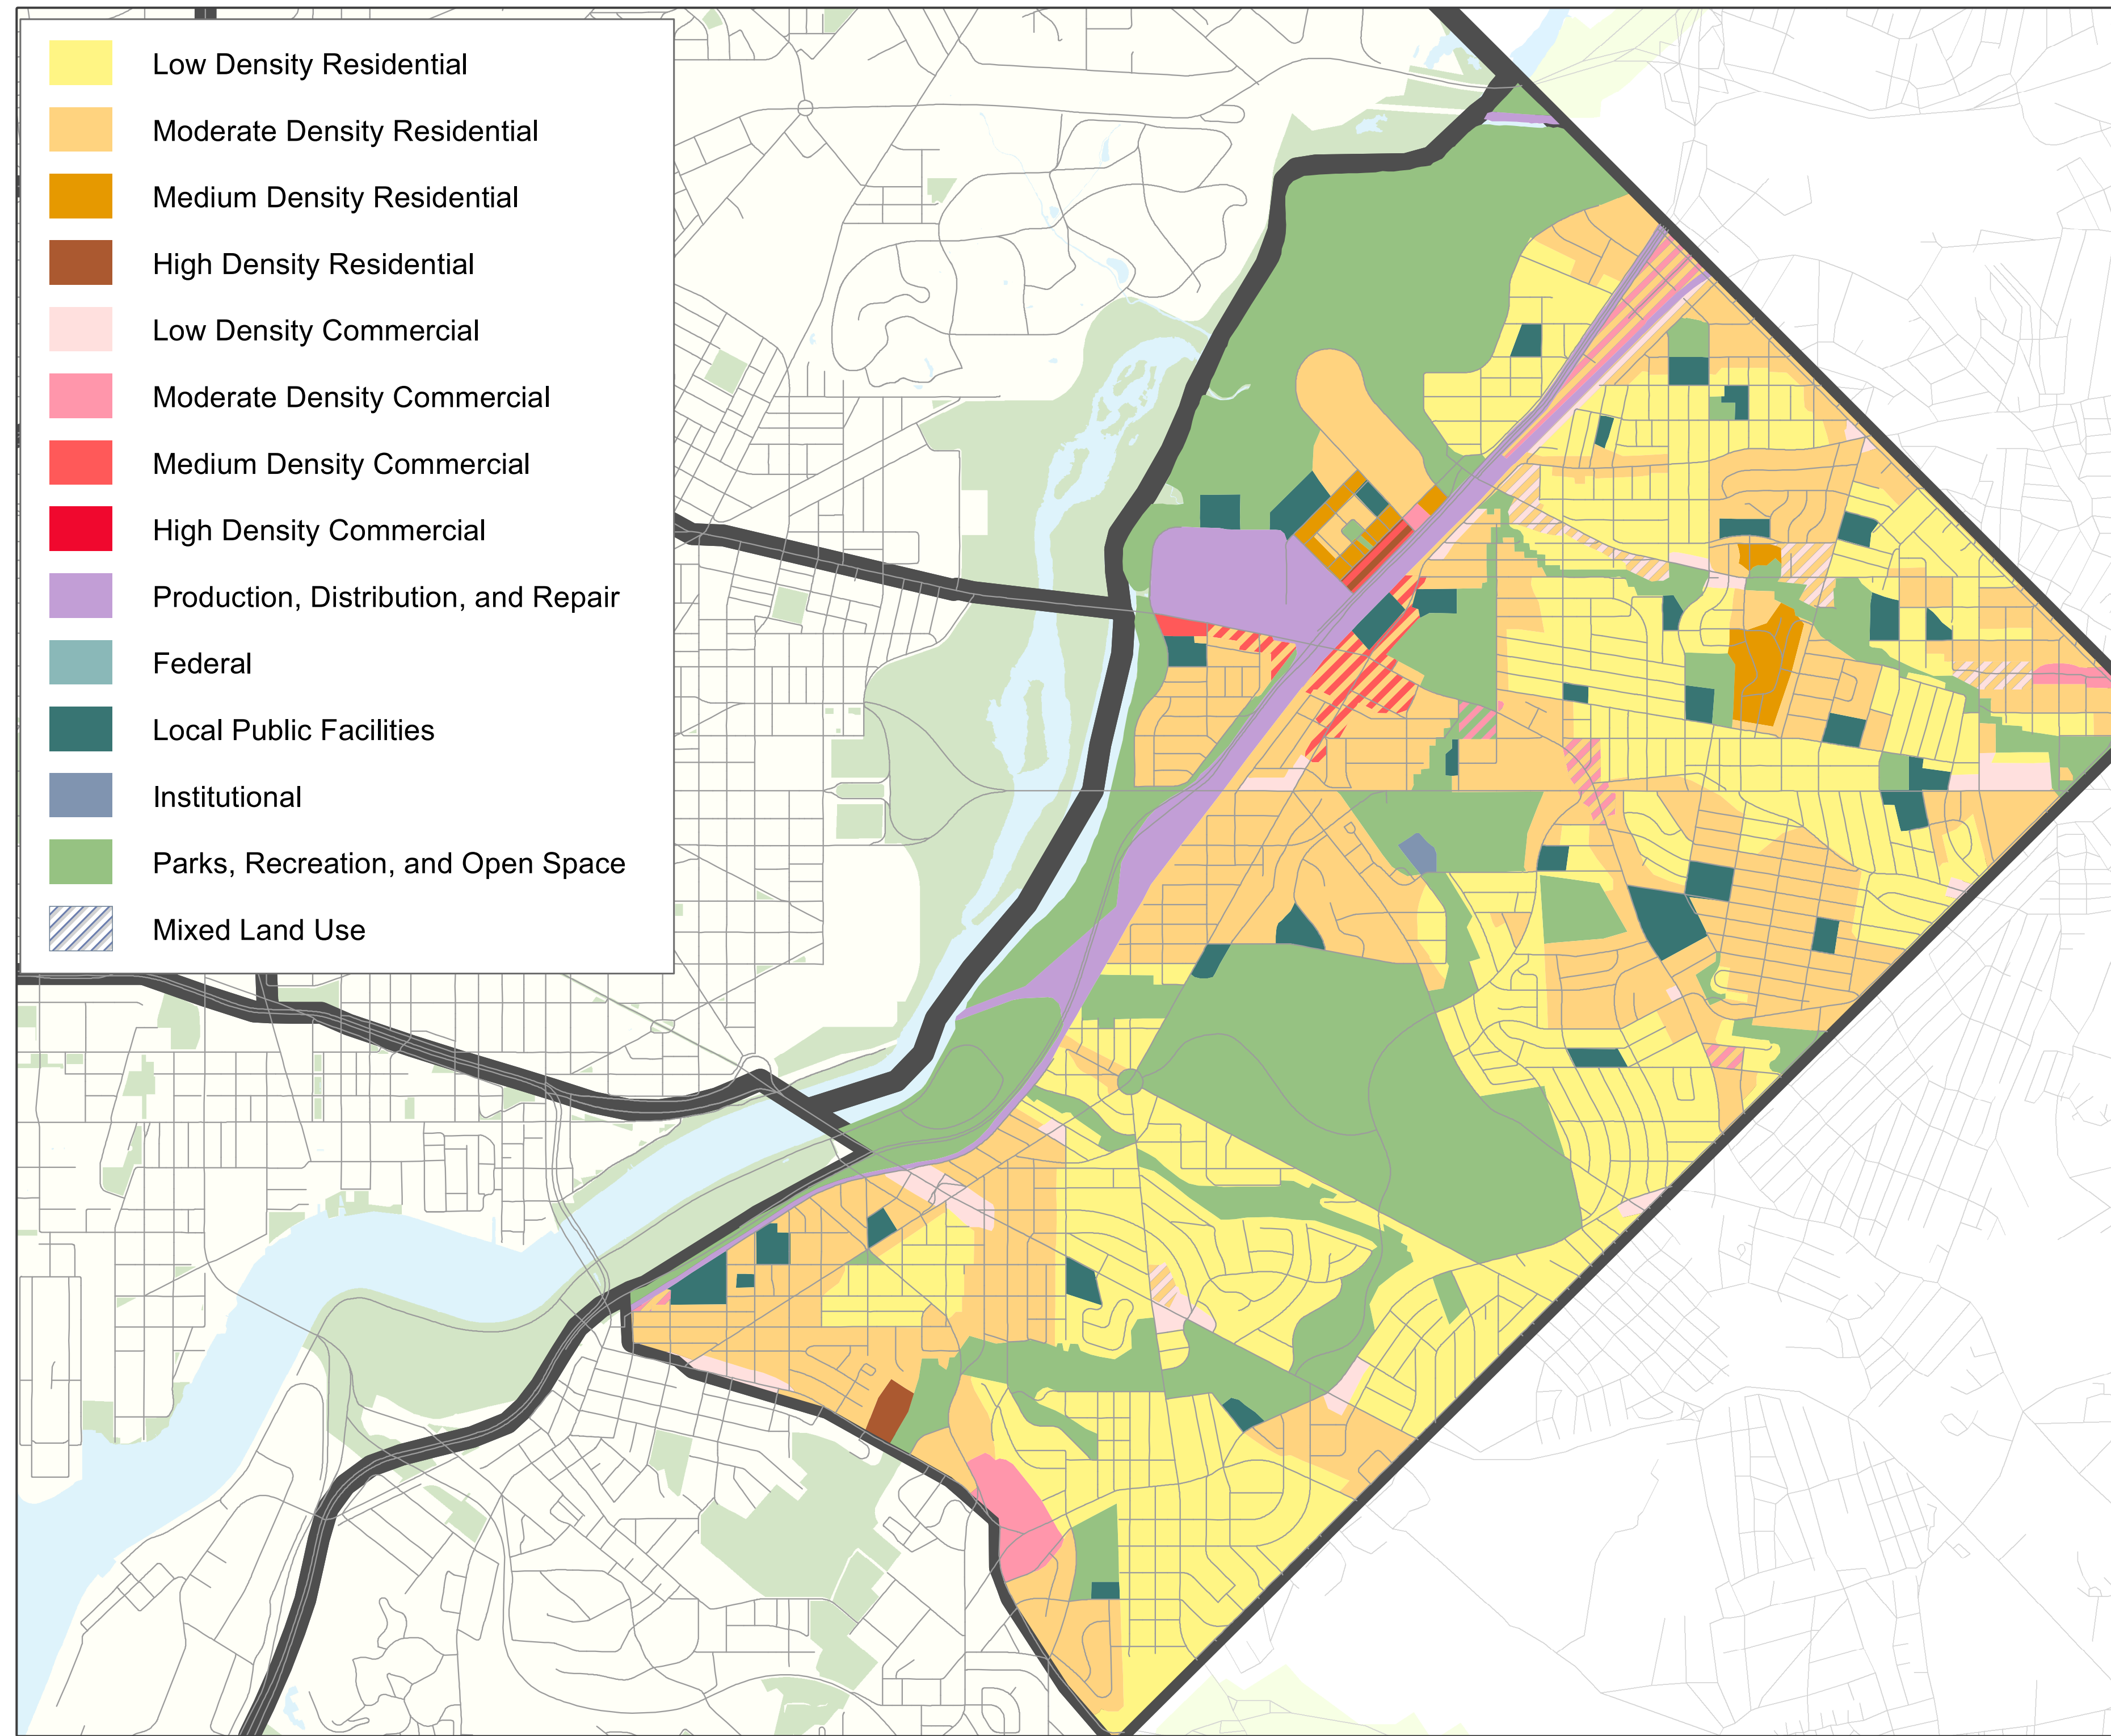 Low Density Residential
Moderate Density Residential
Medium Density Residential
High Density Residential
Low Density Commercial
Moderate Density Commercial
Medium Density Commercial
High Density Commercial
Production, Distribution, and Repair
Federal
Local Public Facilities
Institutional
Parks, Recreation, and Open Space
Mixed Land Use